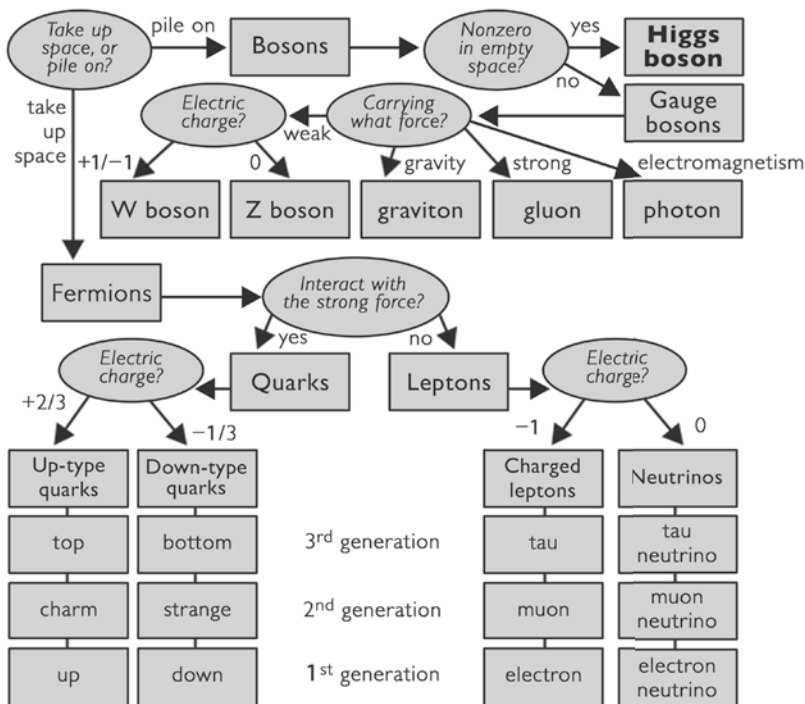 Take up
space, or
pile on?
pile on
Bosons
Nonzero
in empty
space?
yes
Higgs
boson
no
Gauge
bosons
take
up
space
Electric
charge?
weak
Carrying
what force?
+1/−1
0
gravity
strong
electromagnetism
W boson
Z boson
graviton
gluon
photon
Fermions
Interact with
the strong force?
yes
no
Electric
charge?
Quarks
Leptons
Electric
charge?
+2/3
−1/3
−1
0
Up-type
quarks
Down-type
quarks
Charged
leptons
Neutrinos
top
bottom
3rd generation
tau
tau
neutrino
charm
strange
2nd generation
muon
muon
neutrino
up
down
1st generation
electron
electron
neutrino